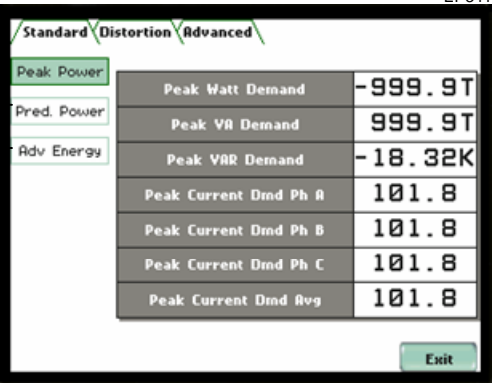 Standard Distortion Advanced
Peak Power
Pred. Power
Adv Energy
Peak Watt Demand -999.9T
Peak VA Demand 999.9T
Peak VAR Demand -18.32K
Peak Current Dmd Ph A 101.8
Peak Current Dmd Ph B 101.8
Peak Current Dmd Ph C 101.8
Peak Current Dmd Avg 101.8
Exit